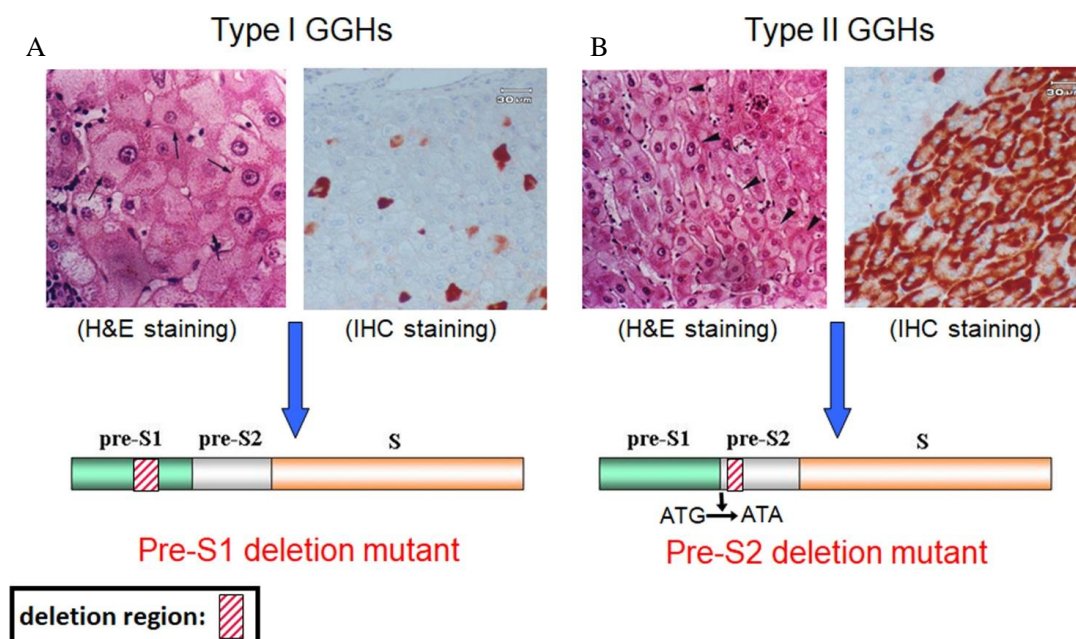 A
Type I GGHs
30 μm
(H&E staining)
(IHC staining)
pre-S1
pre-S2
S
Pre-S1 deletion mutant
B
Type II GGHs
30 μm
(H&E staining)
(IHC staining)
pre-S1
pre-S2
S
ATG → ATA
Pre-S2 deletion mutant
deletion region: